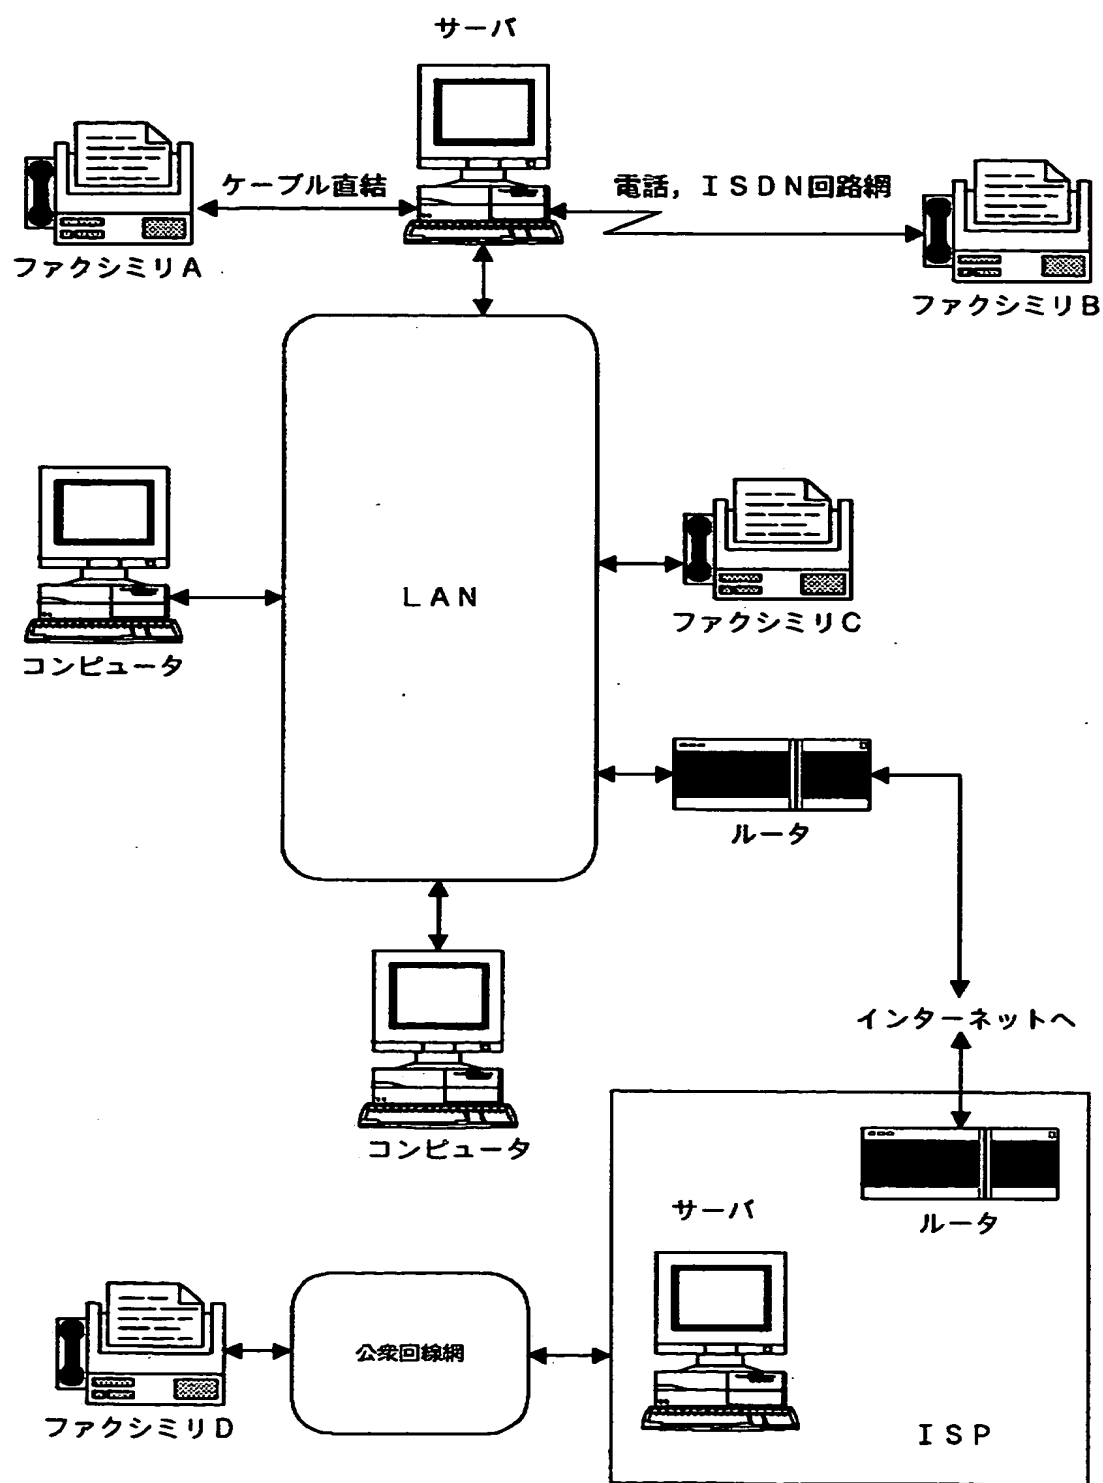 サーバ
ケーブル直結
電話，ＩＳＤＮ回路網
ファクシミリＡ
ファクシミリＢ
ＬＡＮ
コンピュータ
ファクシミリＣ
ルータ
インターネットへ
コンピュータ
ルータ
サーバ
公衆回線網
ファクシミリＤ
ＩＳＰ